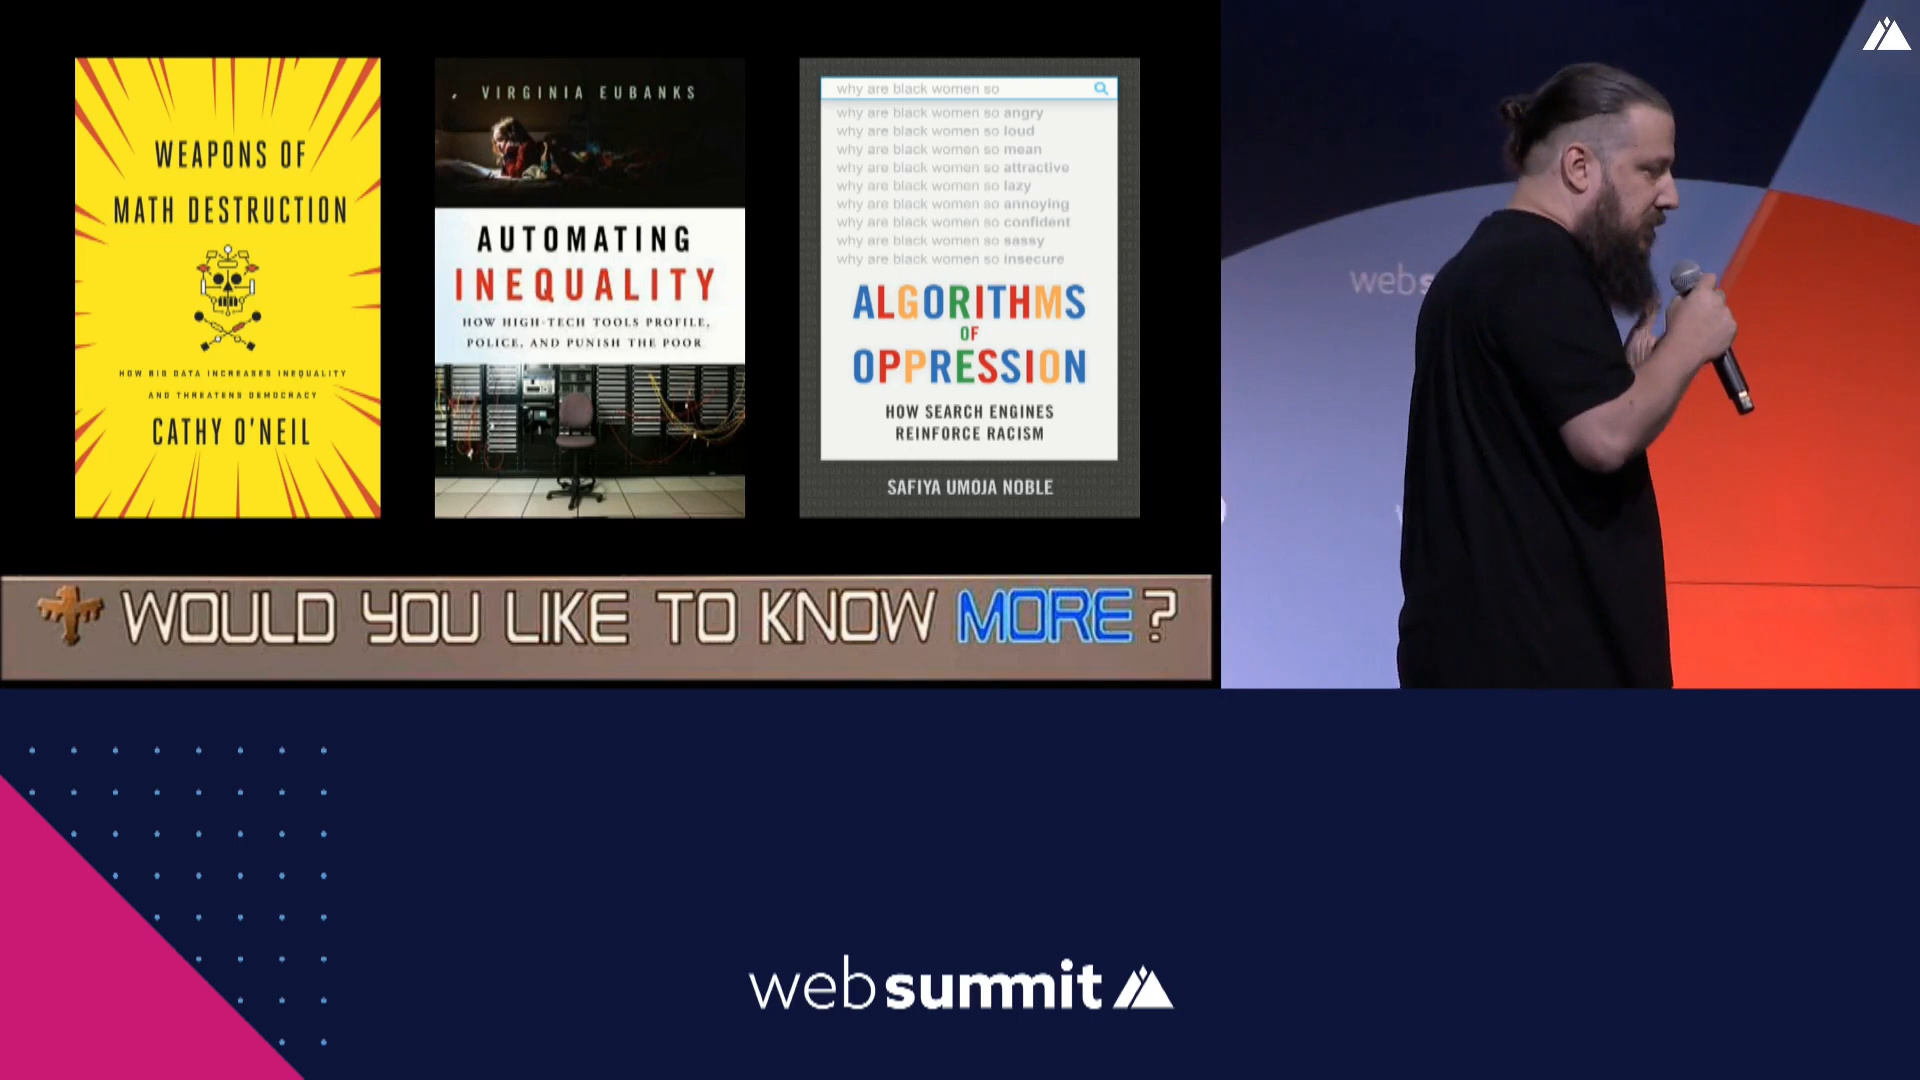 WEAPONS OF
MATH DESTRUCTION
HOW BIG DATA INCREASES INEQUALITY
AND THREATENS DEMOCRACY
CATHY O'NEIL
VIRGINIA EUBANKS
AUTOMATING
INEQUALITY
HOW HIGH-TECH TOOLS PROFILE,
POLICE, AND PUNISH THE POOR
why are black women so
why are black women so angry
why are black women so loud
why are black women so mean
why are black women so attractive
why are black women so lazy
why are black women so annoying
why are black women so confident
why are black women so sassy
why are black women so insecure
ALGORITHMS
OF
OPPRESSION
HOW SEARCH ENGINES
REINFORCE RACISM
SAFIYA UMOJA NOBLE
WOULD YOU LIKE TO KNOW MORE?
web
web summit